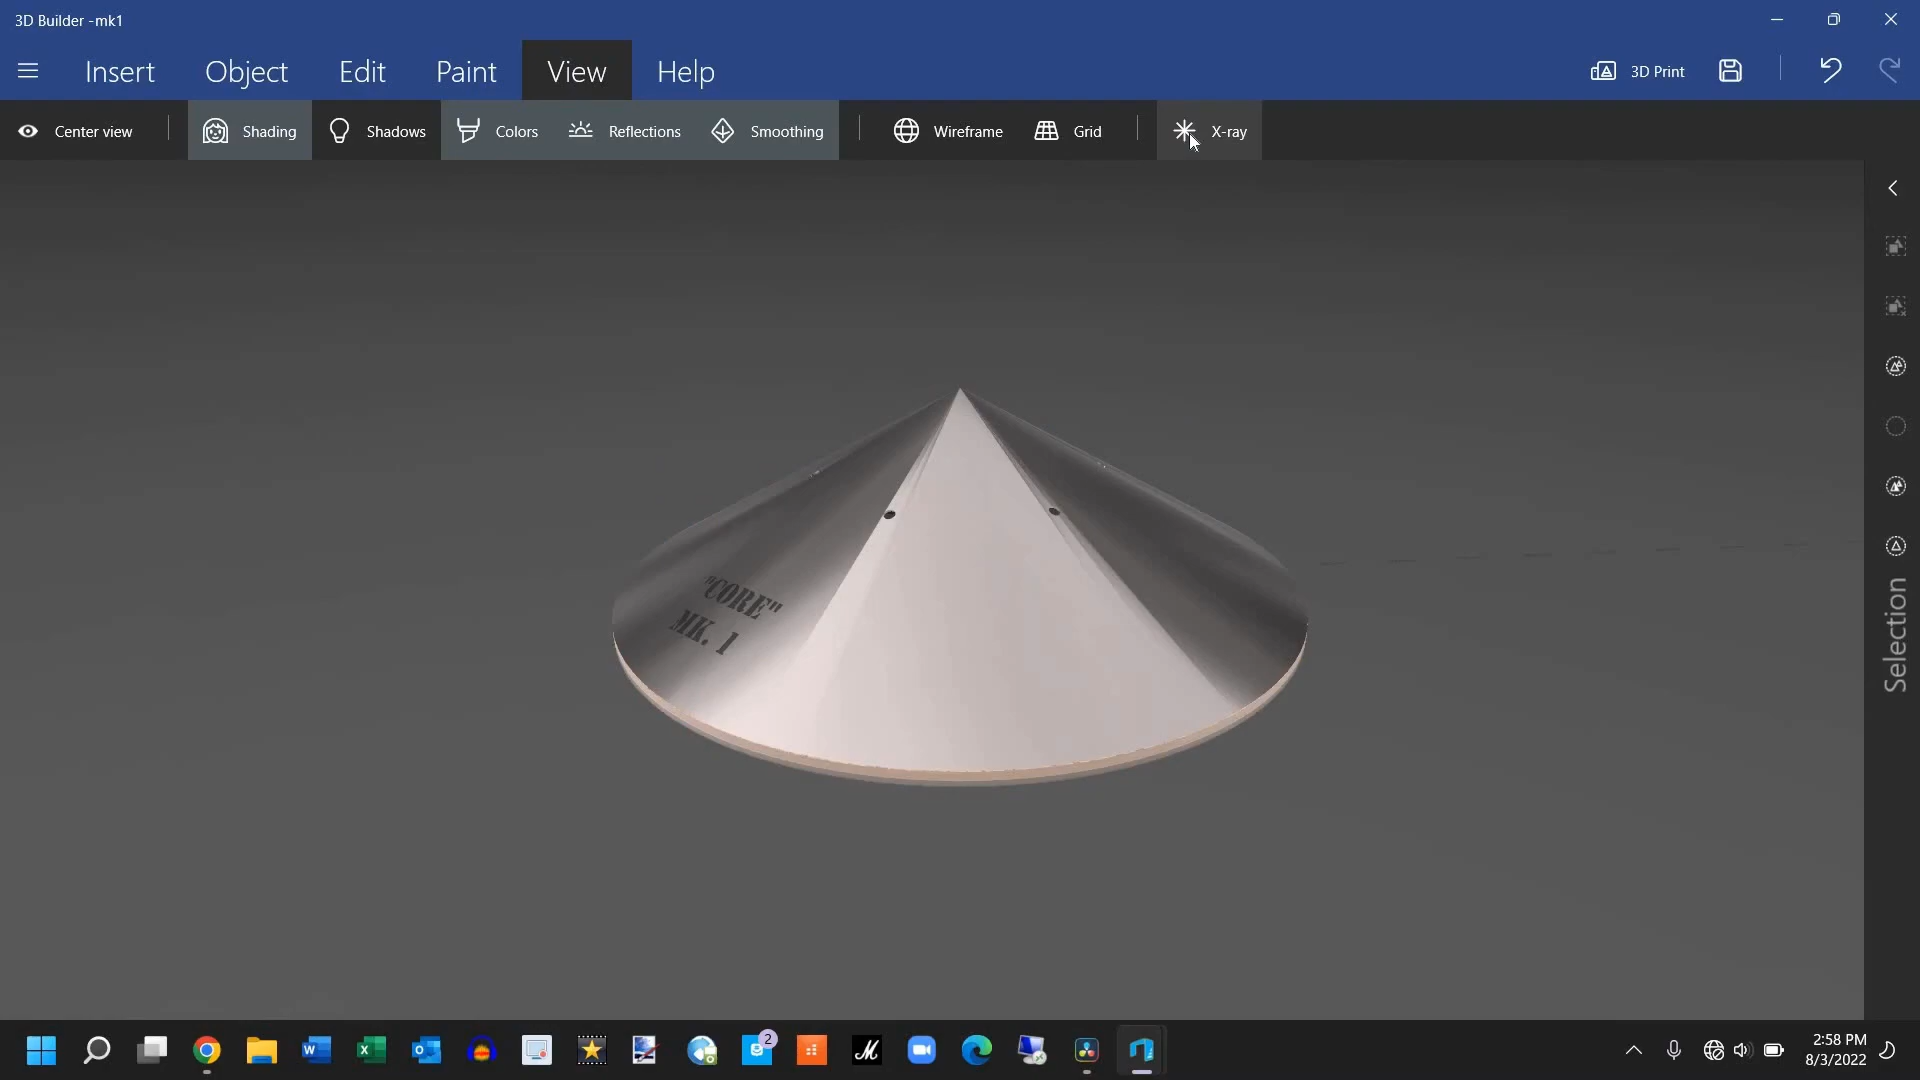 3D Builder -mk1
Insert Object Edit Paint View Help 3D Print
Center view Shading Shadows Colors Reflections Smoothing Wireframe Grid X-ray
"CORE"
MK. 1
Selection
2
2:58 PM
8/3/2022